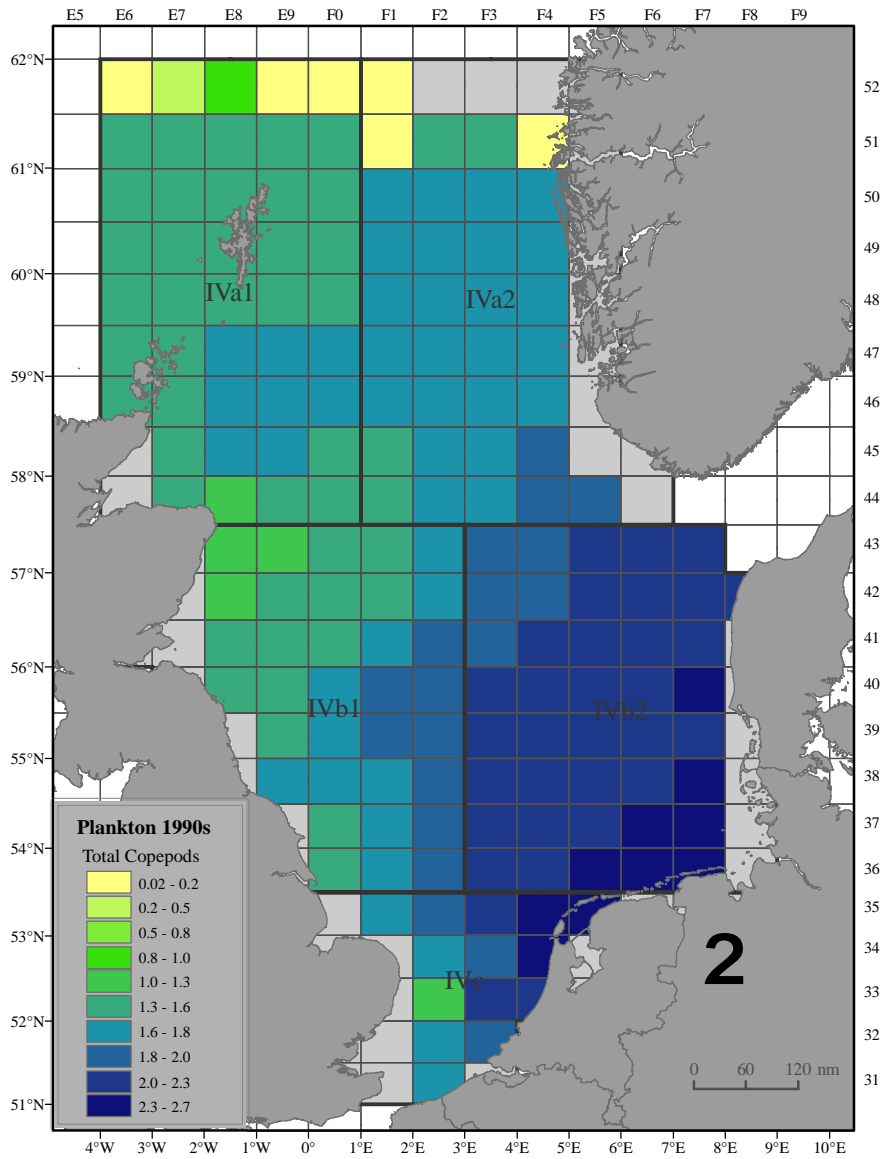 E5 E6 E7 E8 E9 F0 F1 F2 F3 F4 F5 F6 F7 F8 F9
62°N
52
51
61°N
50
49
60°N
IVa1 IVa2
48
47
59°N
46
45
58°N
44
43
57°N
42
41
56°N
40
IVb1 IVb2
39
55°N
38
37
54°N
36
35
53°N
34
2
IVc
33
52°N
32
31
51°N
Plankton 1990s
Total Copepods
0.02 - 0.2
0.2 - 0.5
0.5 - 0.8
0.8 - 1.0
1.0 - 1.3
1.3 - 1.6
1.6 - 1.8
1.8 - 2.0
2.0 - 2.3
2.3 - 2.7
0 60 120 nm
4°W 3°W 2°W 1°W 0° 1°E 2°E 3°E 4°E 5°E 6°E 7°E 8°E 9°E 10°E